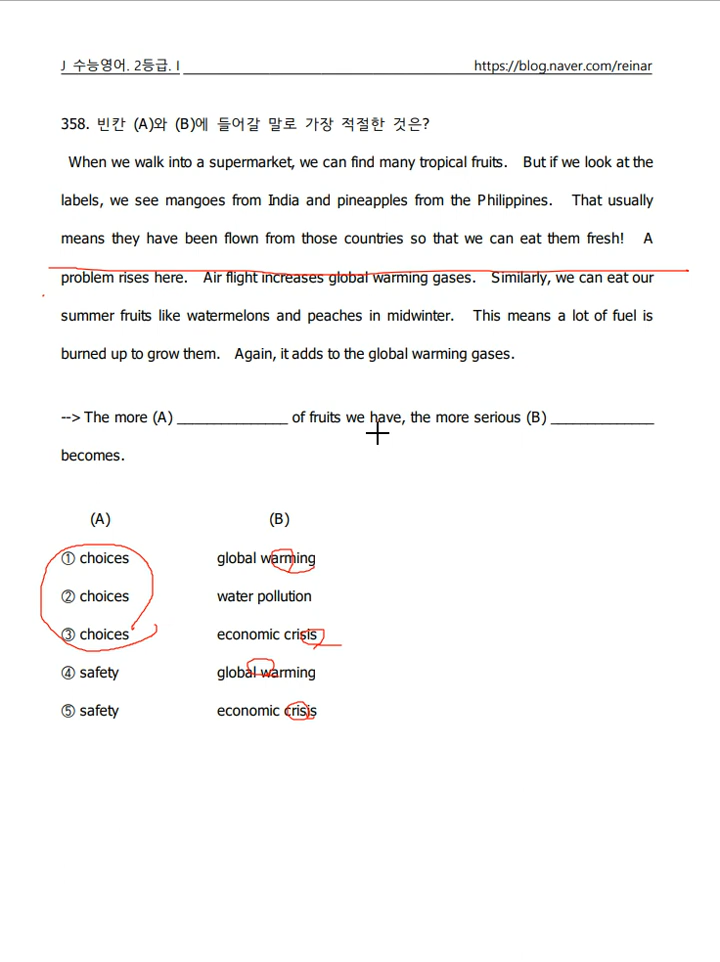 J 수능영어. 2등급. I https://blog.naver.com/reinar
358. 빈칸 (A)와 (B)에 들어갈 말로 가장 적절한 것은?
When we walk into a supermarket, we can find many tropical fruits. But if we look at the
labels, we see mangoes from India and pineapples from the Philippines. That usually
means they have been flown from those countries so that we can eat them fresh! A
problem rises here. Air flight increases global warming gases. Similarly, we can eat our
summer fruits like watermelons and peaches in midwinter. This means a lot of fuel is
burned up to grow them. Again, it adds to the global warming gases.
--> The more (A) ______________ of fruits we have, the more serious (B) _____________
becomes.
(A) (B)
① choices global warming
② choices water pollution
③ choices economic crisis
④ safety global warming
⑤ safety economic crisis